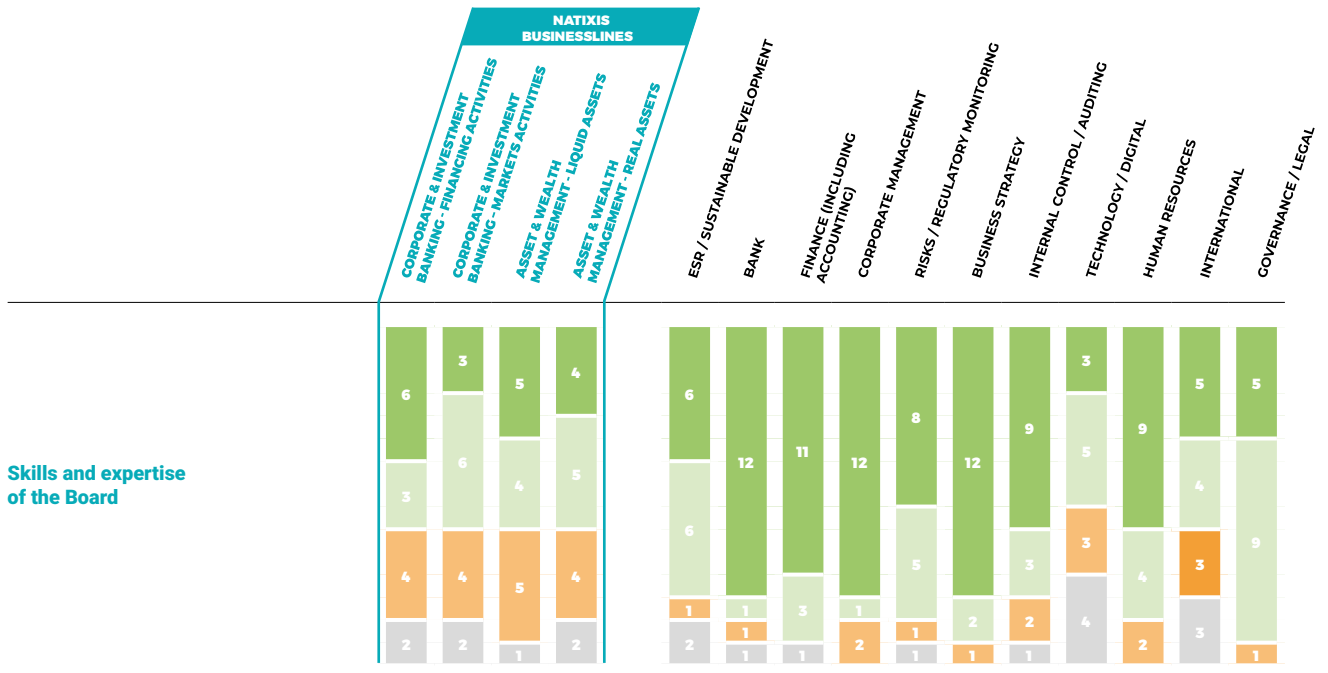 NATIXIS
BUSINESSLINES
CORPORATE & INVESTMENT
BANKING - FINANCING ACTIVITIES
CORPORATE & INVESTMENT
BANKING - MARKETS ACTIVITIES
ASSET & WEALTH
MANAGEMENT - LIQUID ASSETS
ASSET & WEALTH
MANAGEMENT - REAL ASSETS
ESR / SUSTAINABLE DEVELOPMENT
BANK
FINANCE (INCLUDING
ACCOUNTING)
CORPORATE MANAGEMENT
RISKS / REGULATORY MONITORING
BUSINESS STRATEGY
INTERNAL CONTROL / AUDITING
TECHNOLOGY / DIGITAL
HUMAN RESOURCES
INTERNATIONAL
GOVERNANCE / LEGAL
Skills and expertise
of the Board
6
3
4
2
3
6
4
2
5
4
5
1
4
5
4
2
6
6
1
2
12
1
1
1
11
3
1
12
1
2
8
5
1
1
12
2
1
9
3
2
1
3
5
3
4
9
4
2
5
4
3
3
5
9
1